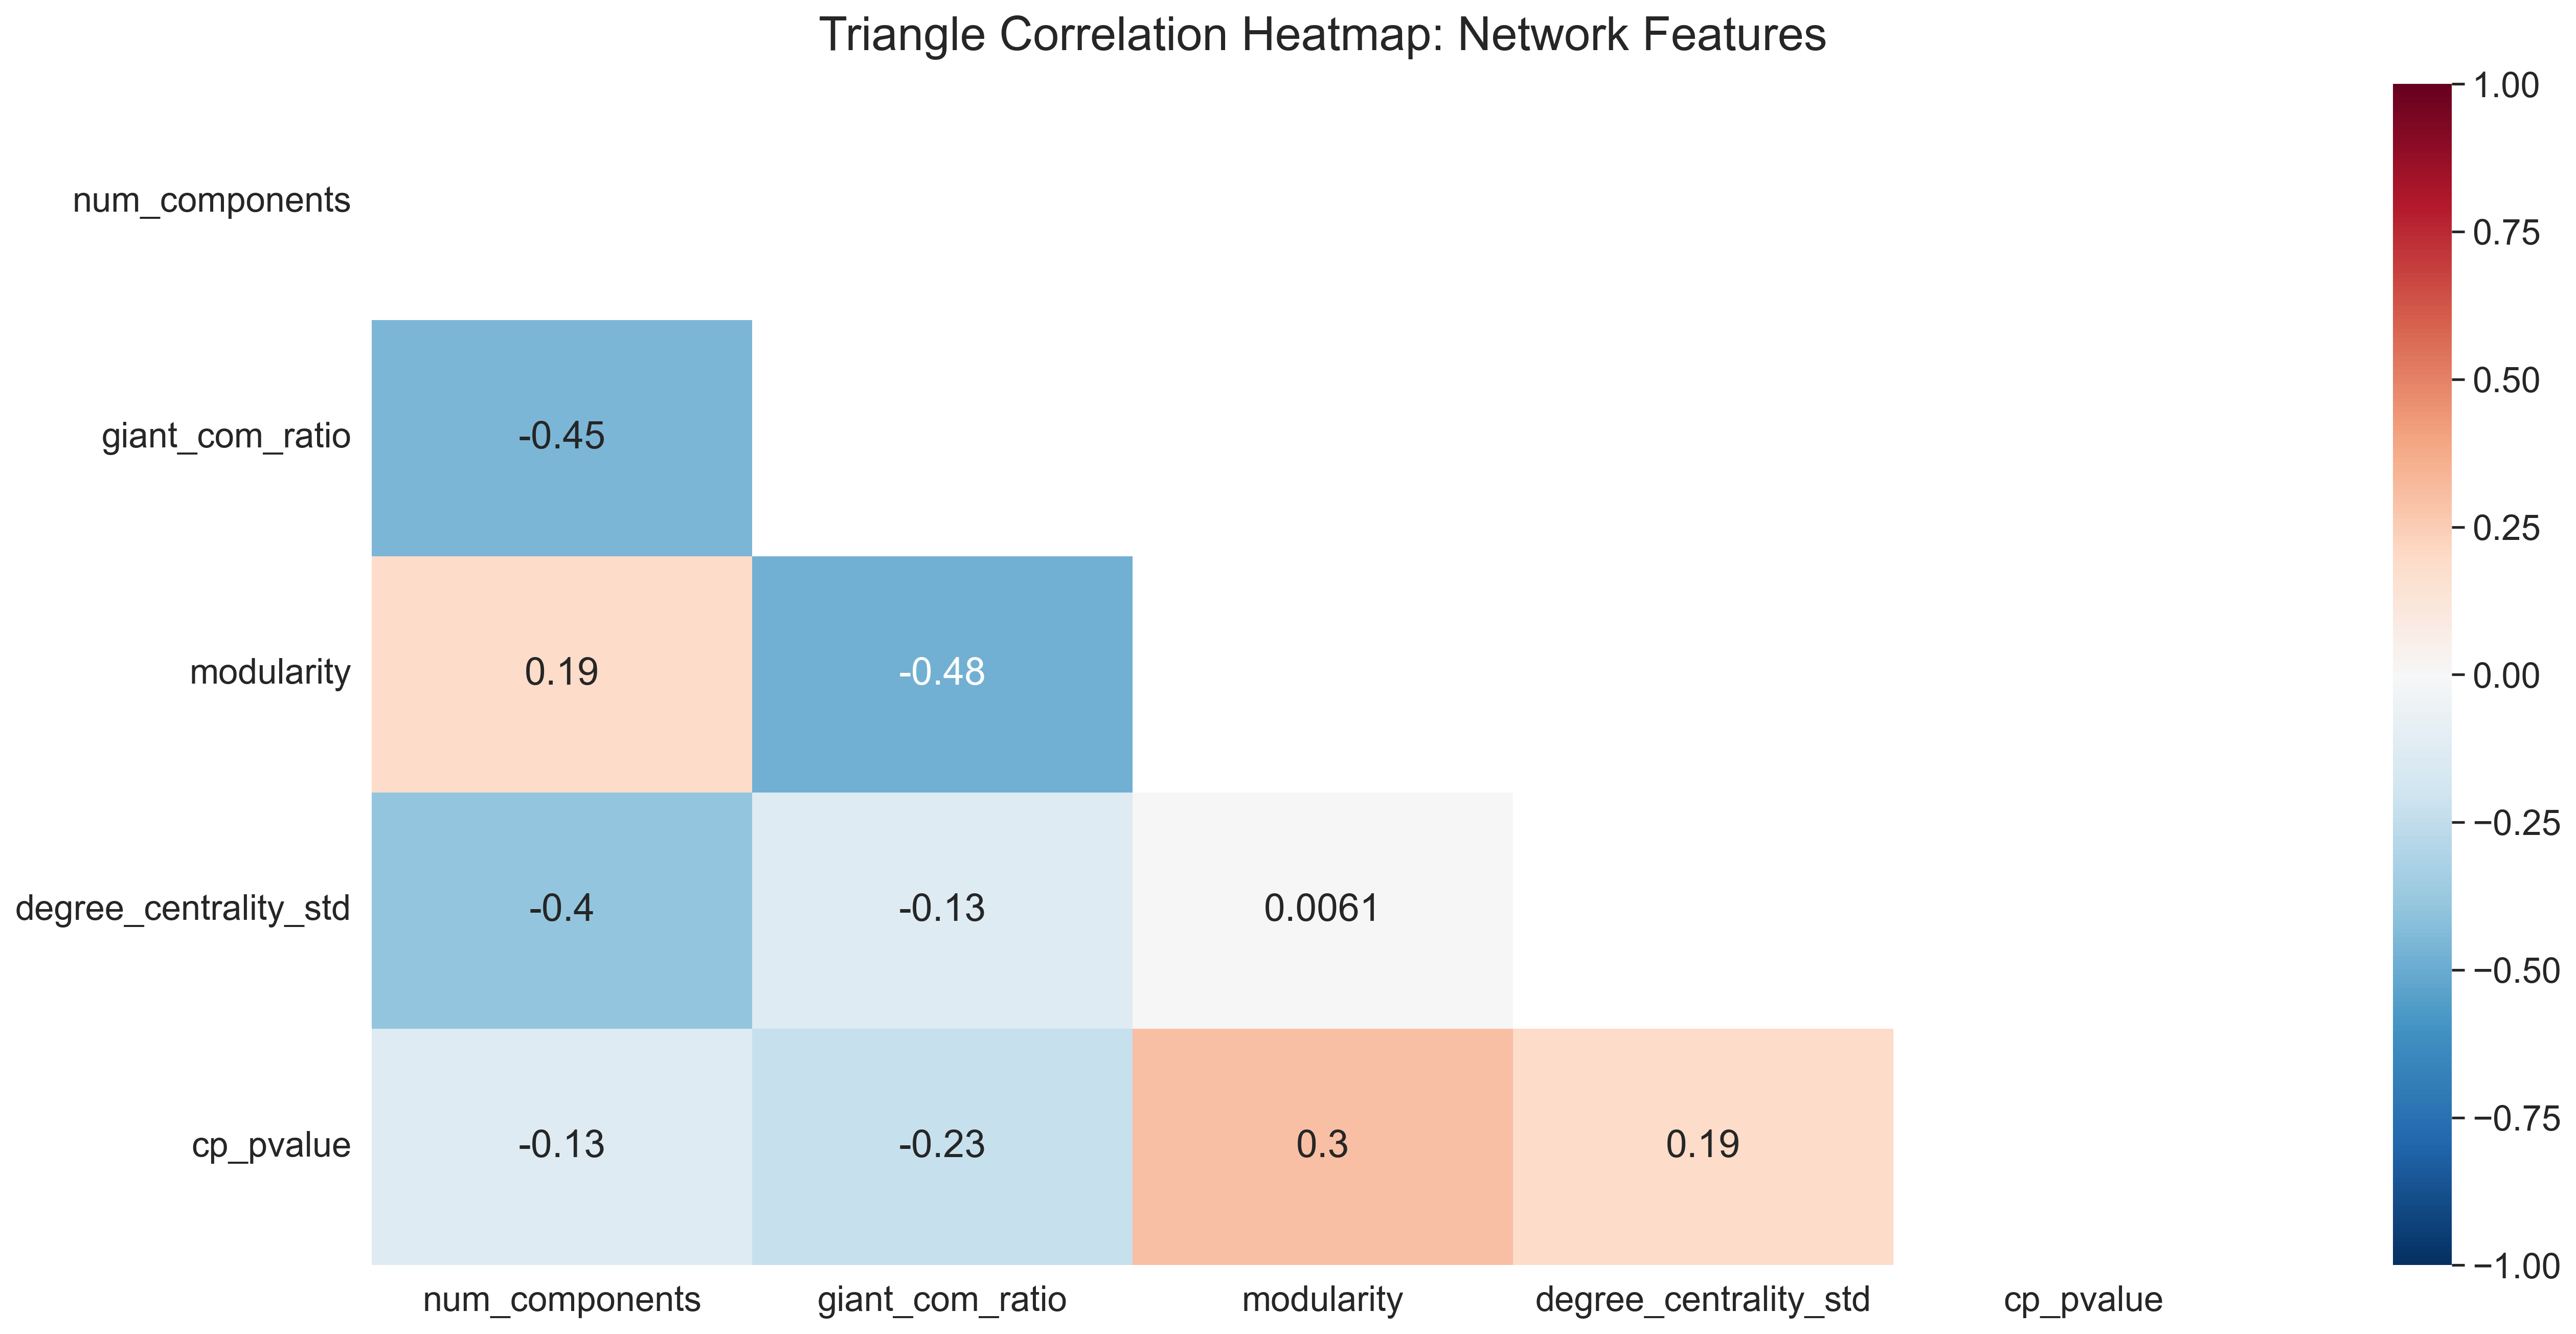 Triangle Correlation Heatmap: Network Features
num_components
giant_com_ratio
-0.45
modularity
0.19 -0.48
degree_centrality_std
-0.4 -0.13 0.0061
cp_pvalue
-0.13 -0.23 0.3 0.19
num_components giant_com_ratio modularity degree_centrality_std cp_pvalue
1.00
0.75
0.50
0.25
0.00
−0.25
−0.50
−0.75
−1.00